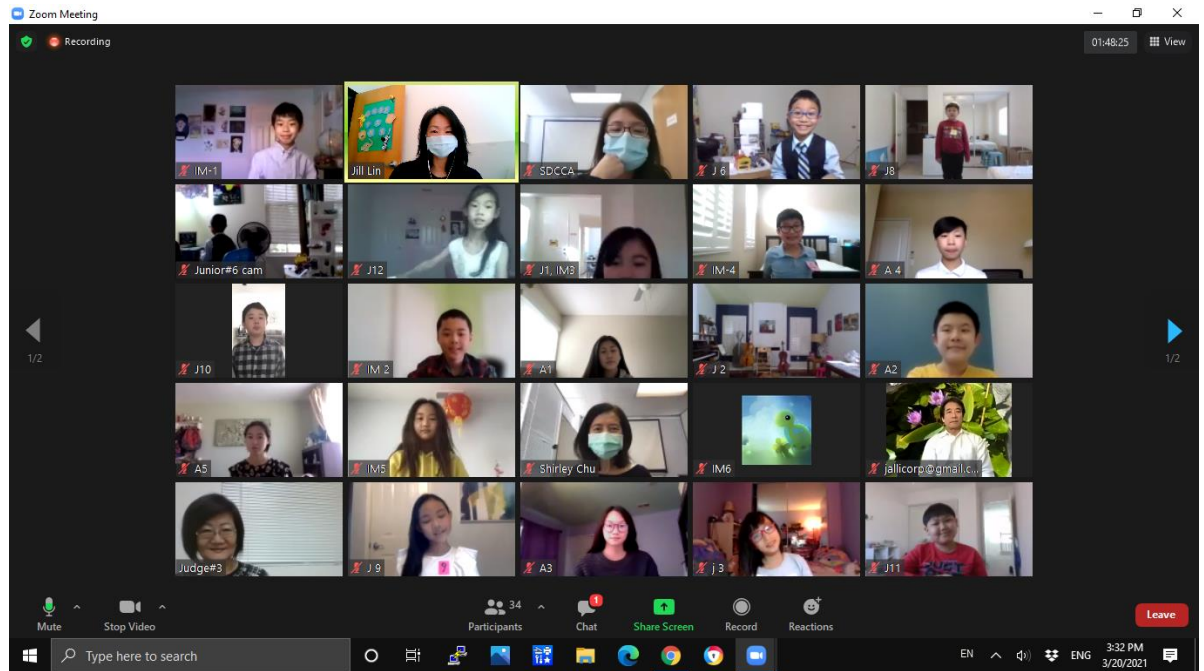 Zoom Meeting
Recording
01:48:25
View
IM-1
Jill Lin
SDCCA
J 6
J8
Junior#6 cam
J12
J1, IM3
IM-4
A 4
1/2
1/2
J10
IM 2
A1
J 2
A2
A5
IM5
Shirley Chu
IM6
jallicorp@gmail.c...
Judge#3
J 9
A3
j 3
J11
Mute
Stop Video
34
Participants
1
Chat
Share Screen
Record
Reactions
Leave
Type here to search
EN
ENG
3:32 PM
3/20/2021